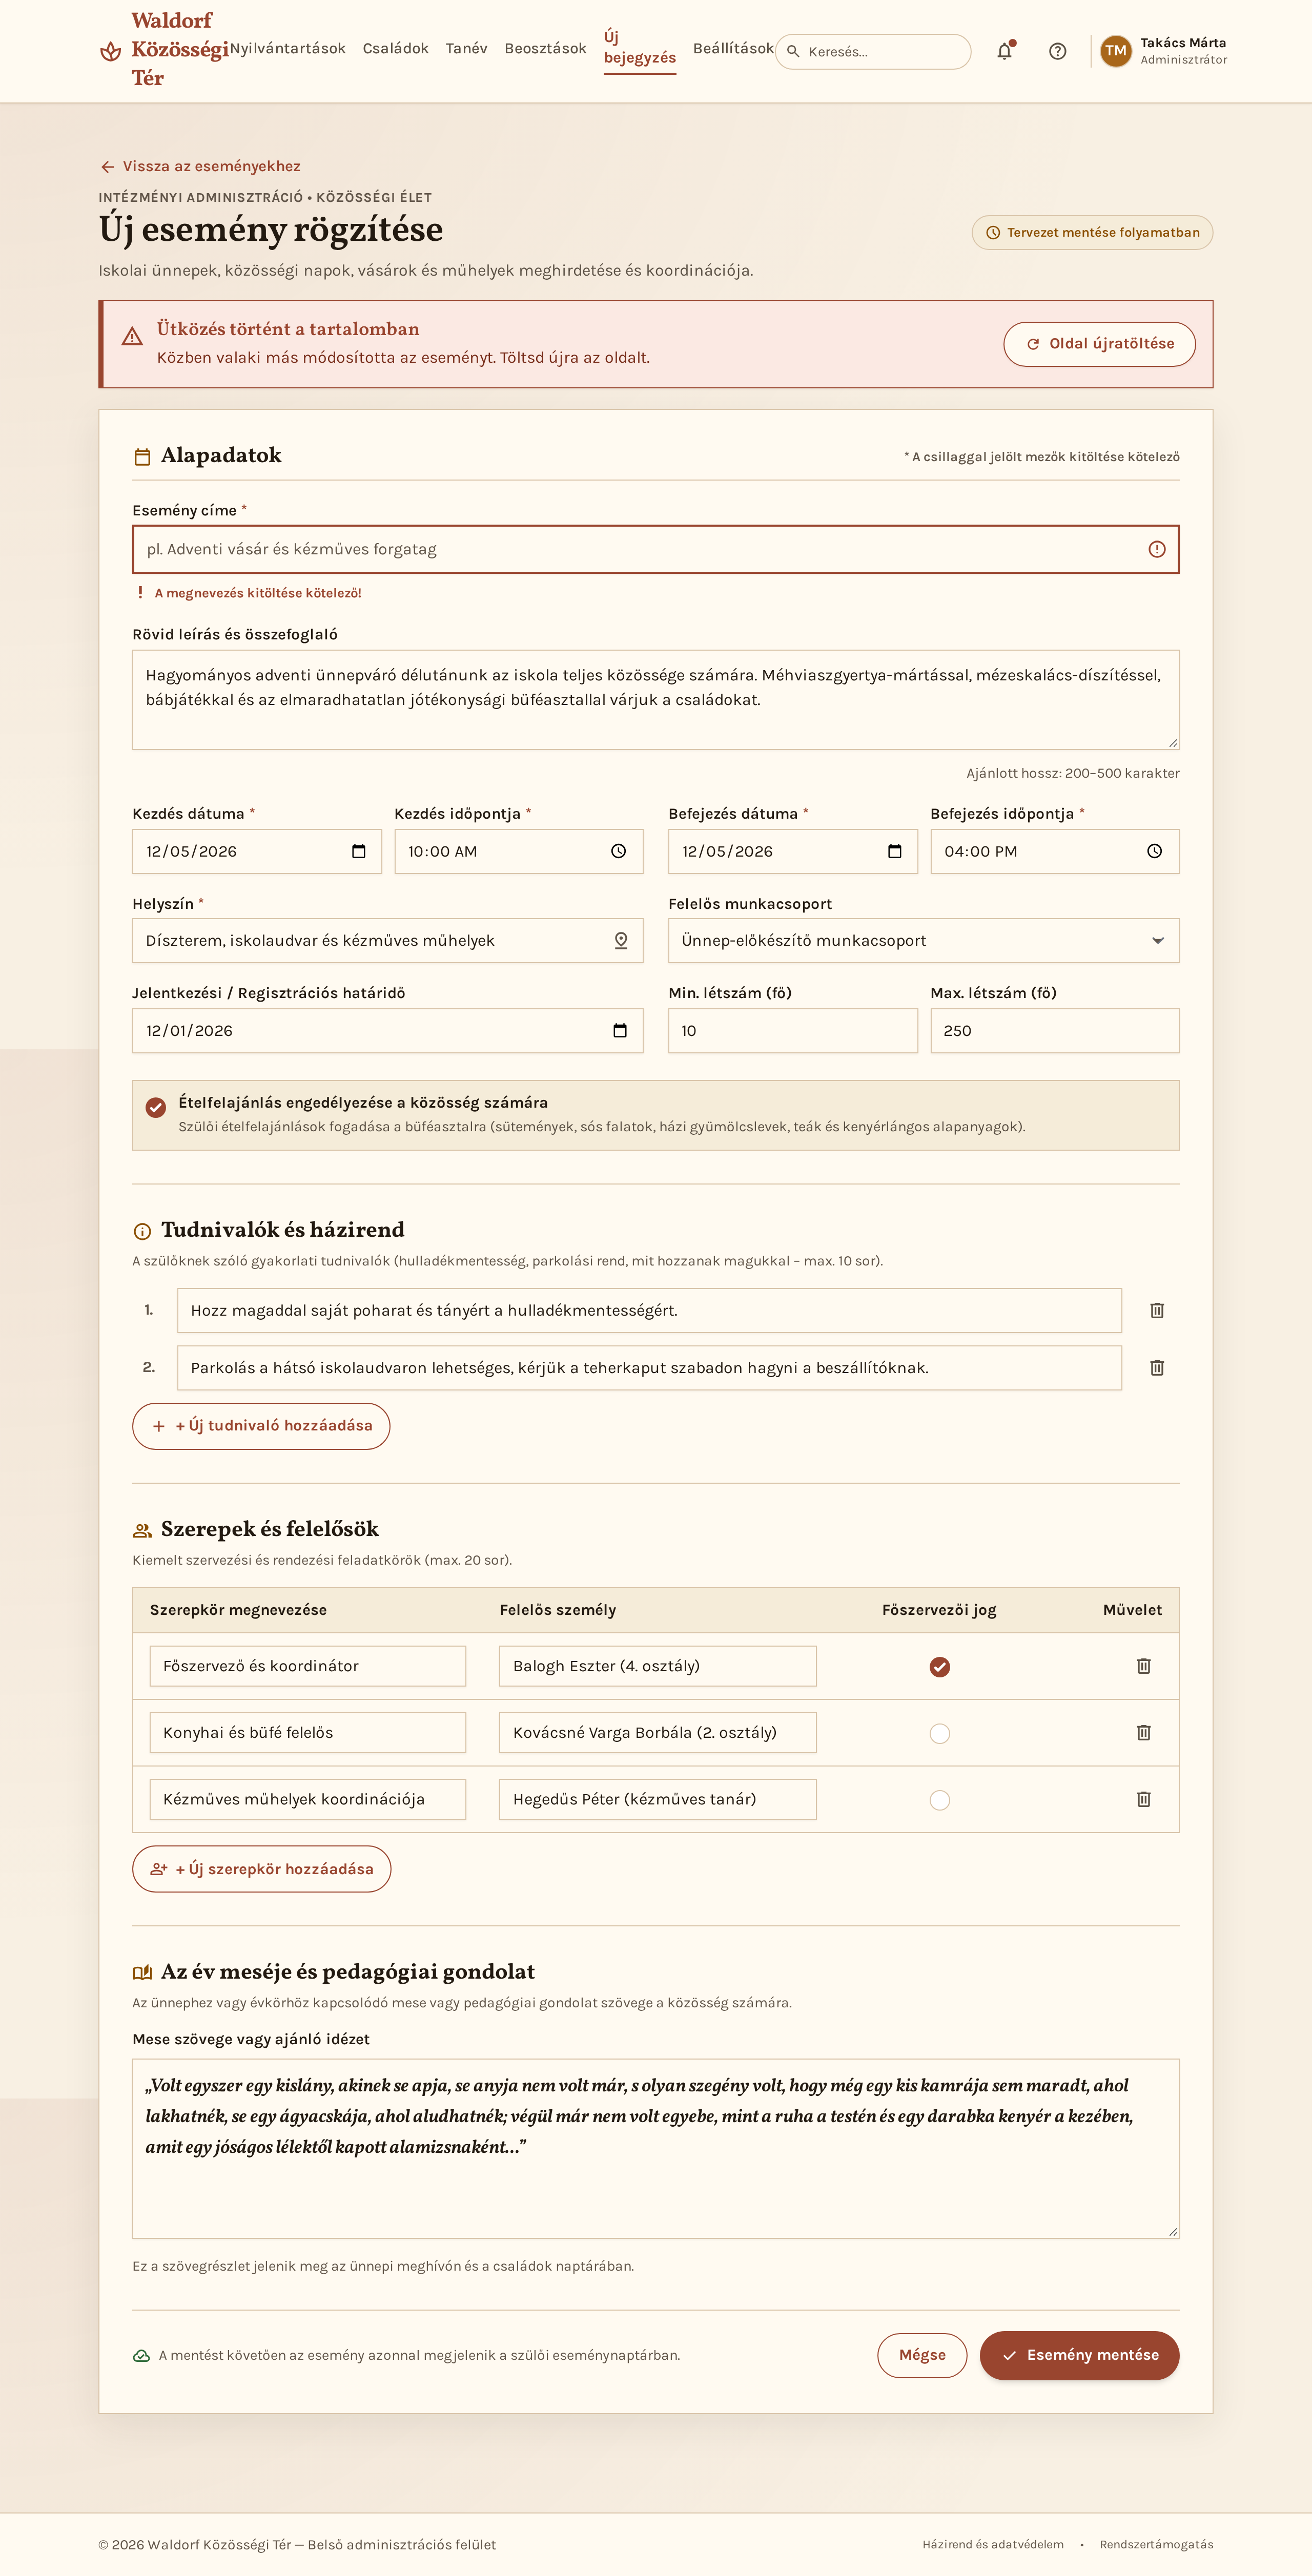 Waldorf
Közösségi
Tér
Nyilvántartások
Családok
Tanév
Beosztások
Új
bejegyzés
Beállítások
Keresés...
TM
Takács Márta
Adminisztrátor
Vissza az eseményekhez
INTÉZMÉNYI ADMINISZTRÁCIÓ • KÖZÖSSÉGI ÉLET
Új esemény rögzítése
Tervezet mentése folyamatban
Iskolai ünnepek, közösségi napok, vásárok és műhelyek meghirdetése és koordinációja.
Ütközés történt a tartalomban
Közben valaki más módosította az eseményt. Töltsd újra az oldalt.
Oldal újratöltése
Alapadatok
* A csillaggal jelölt mezők kitöltése kötelező
Esemény címe *
pl. Adventi vásár és kézműves forgatag
! A megnevezés kitöltése kötelező!
Rövid leírás és összefoglaló
Hagyományos adventi ünnepváró délutánunk az iskola teljes közössége számára. Méhviaszgyertya-mártással, mézeskalács-díszítéssel,
bábjátékkal és az elmaradhatatlan jótékonysági büféasztallal várjuk a családokat.
Ajánlott hossz: 200–500 karakter
Kezdés dátuma *
Kezdés időpontja *
Befejezés dátuma *
Befejezés időpontja *
12/05/2026
10:00 AM
12/05/2026
04:00 PM
Helyszín *
Felelős munkacsoport
Díszterem, iskolaudvar és kézműves műhelyek
Ünnep-előkészítő munkacsoport
Jelentkezési / Regisztrációs határidő
Min. létszám (fő)
Max. létszám (fő)
12/01/2026
10
250
Ételfelajánlás engedélyezése a közösség számára
Szülői ételfelajánlások fogadása a büféasztalra (sütemények, sós falatok, házi gyümölcslevek, teák és kenyérlángos alapanyagok).
Tudnivalók és házirend
A szülőknek szóló gyakorlati tudnivalók (hulladékmentesség, parkolási rend, mit hozzanak magukkal – max. 10 sor).
1. Hozz magaddal saját poharat és tányért a hulladékmentességért.
2. Parkolás a hátsó iskolaudvaron lehetséges, kérjük a teherkaput szabadon hagyni a beszállítóknak.
+ Új tudnivaló hozzáadása
Szerepek és felelősök
Kiemelt szervezési és rendezési feladatkörök (max. 20 sor).
Szerepkör megnevezése
Felelős személy
Főszervezői jog
Művelet
Főszervező és koordinátor
Balogh Eszter (4. osztály)
Konyhai és büfé felelős
Kovácsné Varga Borbála (2. osztály)
Kézműves műhelyek koordinációja
Hegedűs Péter (kézműves tanár)
+ Új szerepkör hozzáadása
Az év meséje és pedagógiai gondolat
Az ünnephez vagy évkörhöz kapcsolódó mese vagy pedagógiai gondolat szövege a közösség számára.
Mese szövege vagy ajánló idézet
„Volt egyszer egy kislány, akinek se apja, se anyja nem volt már, s olyan szegény volt, hogy még egy kis kamrája sem maradt, ahol
lakhatnék, se egy ágyacskája, ahol aludhatnék; végül már nem volt egyebe, mint a ruha a testén és egy darabka kenyér a kezében,
amit egy jóságos lélektől kapott alamizsnaként...”
Ez a szövegrészlet jelenik meg az ünnepi meghívón és a családok naptárában.
A mentést követően az esemény azonnal megjelenik a szülői eseménynaptárban.
Mégse
Esemény mentése
© 2026 Waldorf Közösségi Tér — Belső adminisztrációs felület
Házirend és adatvédelem • Rendszertámogatás